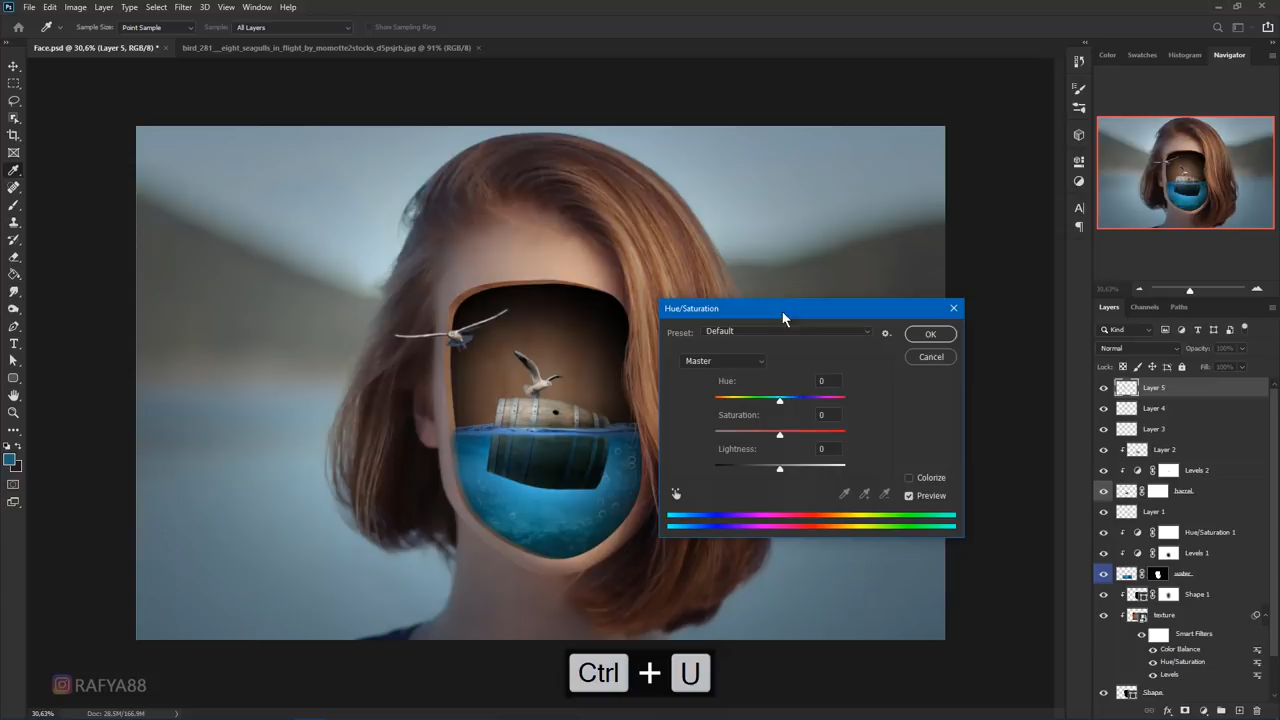 Ps File Edit Image Layer Type Select Filter 3D View Window Help
Sample Size: Point Sample Sample: All Layers Show Sampling Ring
Face.psd @ 30,6% (Layer 5, RGB/8) * × bird_281__eight_seagulls_in_flight_by_momotte2stocks_d5psjrb.jpg @ 91% (RGB/8) ×
Color Swatches Histogram Navigator
30,63%
Layers Channels Paths
Kind
Normal Opacity: 100%
Lock: Fill: 100%
Layer 5
Layer 4
Layer 3
Layer 2
Levels 2
barrel
Layer 1
Hue/Saturation 1
Levels 1
water
Shape 1
texture
Smart Filters
Color Balance
Hue/Saturation
Levels
Shape
Hue/Saturation
Preset: Default
OK
Cancel
Master
Hue: 0
Saturation: 0
Lightness: 0
Colorize
Preview
Ctrl + U
RAFYA88
30,63% Doc: 28.5M/166.9M